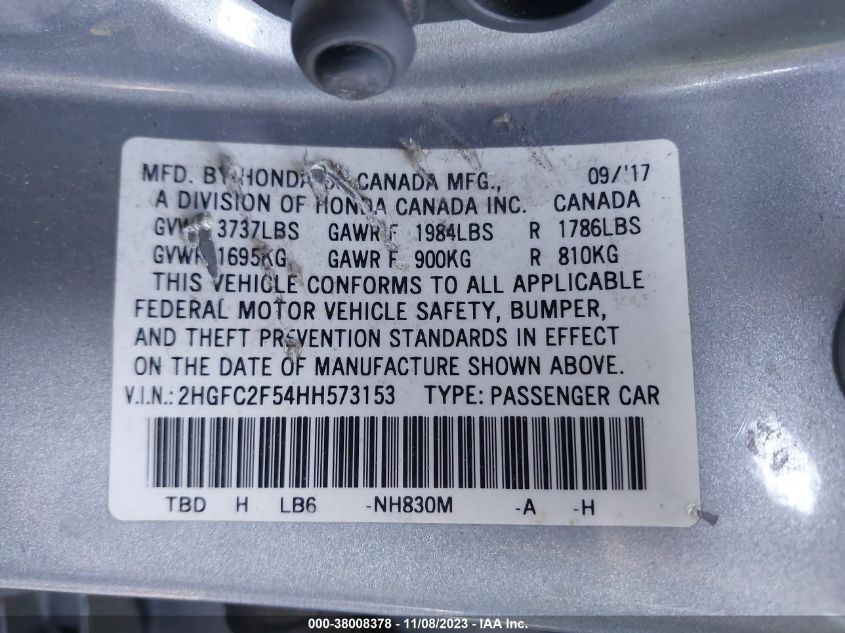 MFD. BY HONDA CANADA MFG., 09/'17
A DIVISION OF HONDA CANADA INC. CANADA
GVWR 3737LBS GAWR F 1984LBS R 1786LBS
GVWR 1695KG GAWR F 900KG R 810KG
THIS VEHICLE CONFORMS TO ALL APPLICABLE
FEDERAL MOTOR VEHICLE SAFETY, BUMPER,
AND THEFT PREVENTION STANDARDS IN EFFECT
ON THE DATE OF MANUFACTURE SHOWN ABOVE.
V.I.N.: 2HGFC2F54HH573153 TYPE: PASSENGER CAR
TBD H LB6 -NH830M -A -H
000-38008378 | 11/08/2023 | IAA Inc.